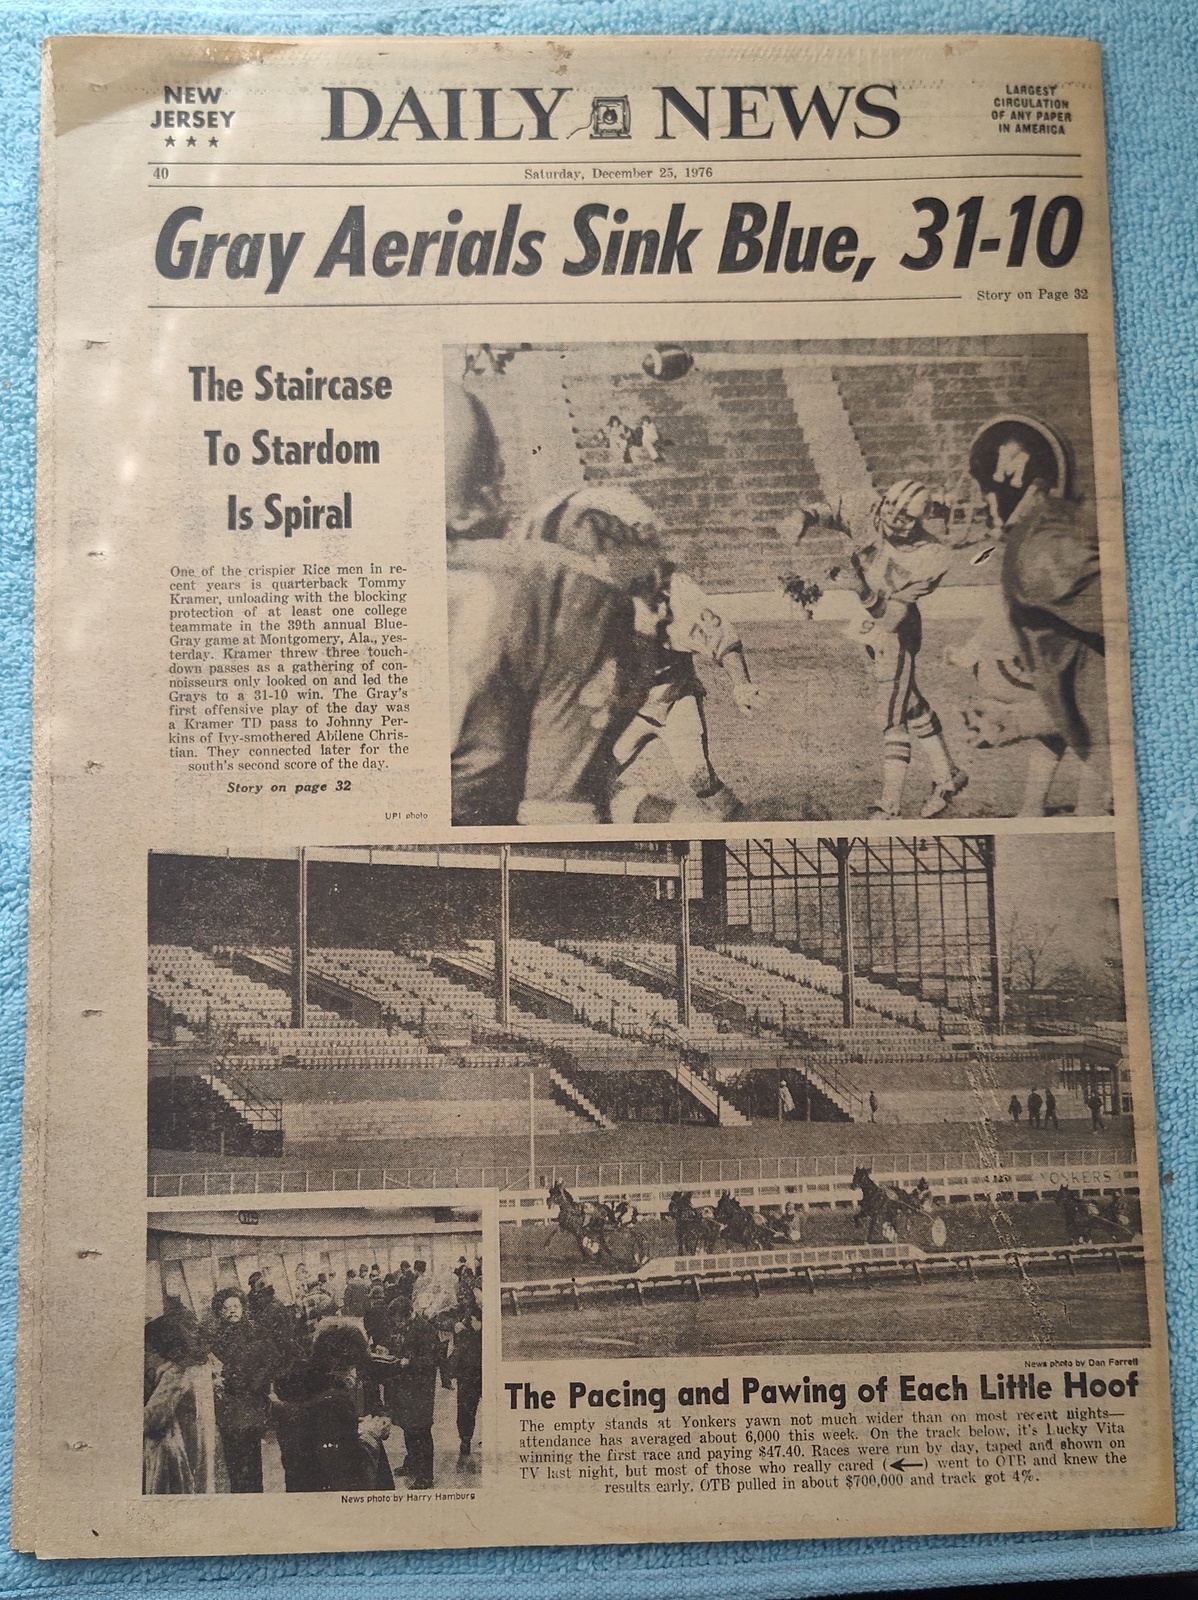 NEW
JERSEY
★ ★ ★
DAILY NEWS
LARGEST
CIRCULATION
OF ANY PAPER
IN AMERICA
40
Saturday, December 25, 1976
Gray Aerials Sink Blue, 31-10
Story on Page 32
The Staircase
To Stardom
Is Spiral
One of the crispier Rice men in re-
cent years is quarterback Tommy
Kramer, unloading with the blocking
protection of at least one college
teammate in the 39th annual Blue-
Gray game at Montgomery, Ala., yes-
terday. Kramer threw three touch-
down passes as a gathering of con-
noisseurs only looked on and led the
Grays to a 31-10 win. The Gray's
first offensive play of the day was
a Kramer TD pass to Johnny Per-
kins of Ivy-smothered Abilene Chris-
tian. They connected later for the
south's second score of the day.
Story on page 32
UPI photo
M
73
YONKERS
News photo by Dan Farrell
The Pacing and Pawing of Each Little Hoof
The empty stands at Yonkers yawn not much wider than on most recent nights—
attendance has averaged about 6,000 this week. On the track below, it's Lucky Vita
winning the first race and paying $47.40. Races were run by day, taped and shown on
TV last night, but most of those who really cared (←) went to OTB and knew the
results early. OTB pulled in about $700,000 and track got 4%.
News photo by Harry Hamburg